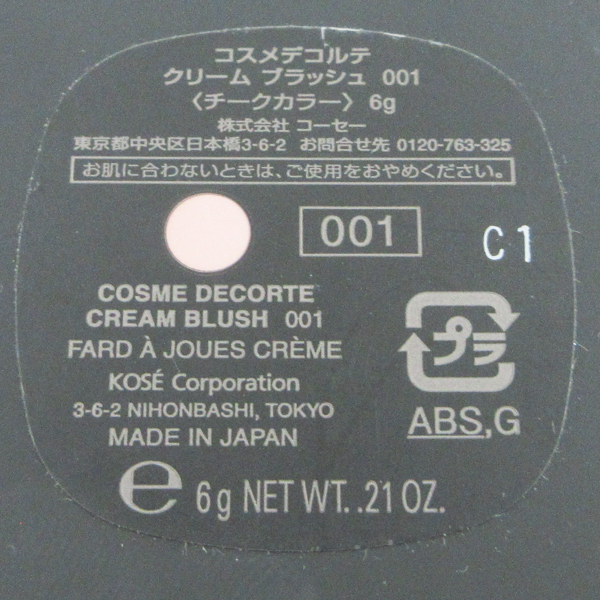 コスメデコルテ
クリーム ブラッシュ 001
〈チークカラー〉 6g
株式会社 コーセー
東京都中央区日本橋3-6-2 お問合せ先 0120-763-325
お肌に合わないときは、ご使用をおやめください。
001
C1
COSME DECORTE
CREAM BLUSH 001
FARD À JOUES CRÈME
KOSÉ Corporation
3-6-2 NIHONBASHI, TOKYO
MADE IN JAPAN
プラ
ABS,G
e 6g NET WT. .21 OZ.